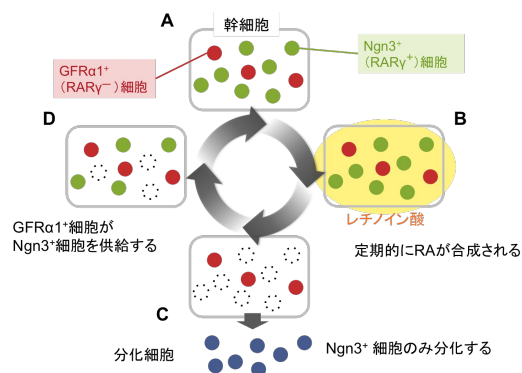 A
幹細胞
Ngn3⁺
（RARγ⁺）細胞
GFRα1⁺
（RARγ⁻）細胞
D
B
レチノイン酸
GFRα1⁺細胞が
Ngn3⁺細胞を供給する
定期的にRAが合成される
C
分化細胞
Ngn3⁺ 細胞のみ分化する